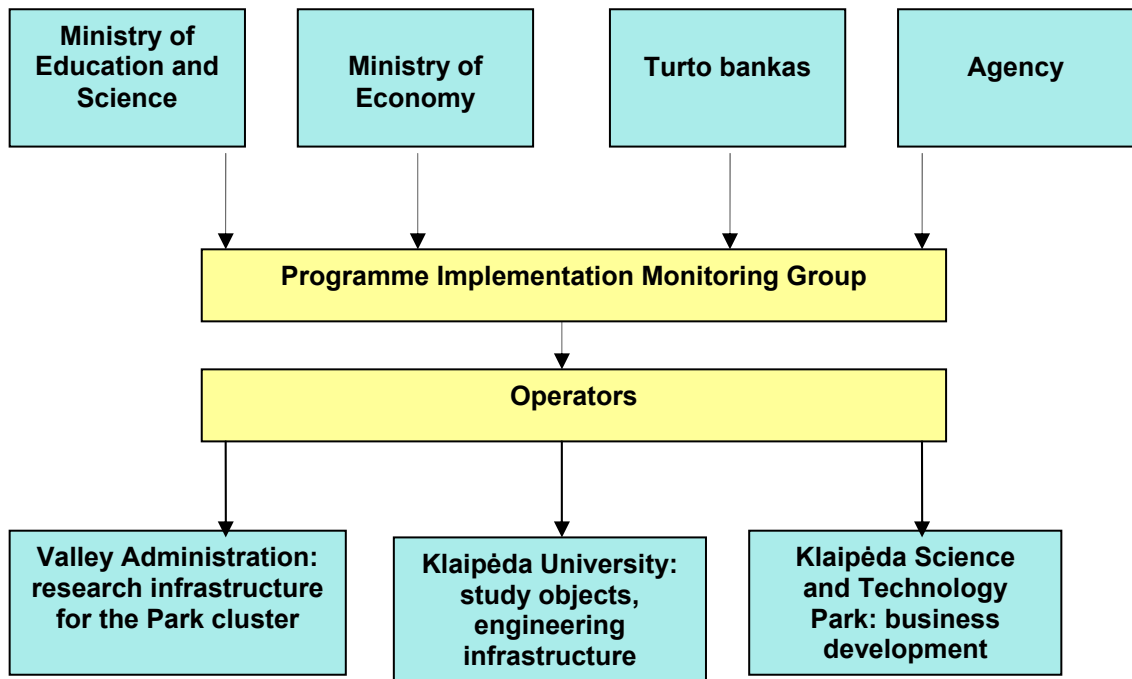 Ministry of
Education and
Science
Ministry of
Economy
Turto bankas
Agency
Programme Implementation Monitoring Group
Operators
Valley Administration:
research infrastructure
for the Park cluster
Klaipėda University:
study objects,
engineering
infrastructure
Klaipėda Science
and Technology
Park: business
development